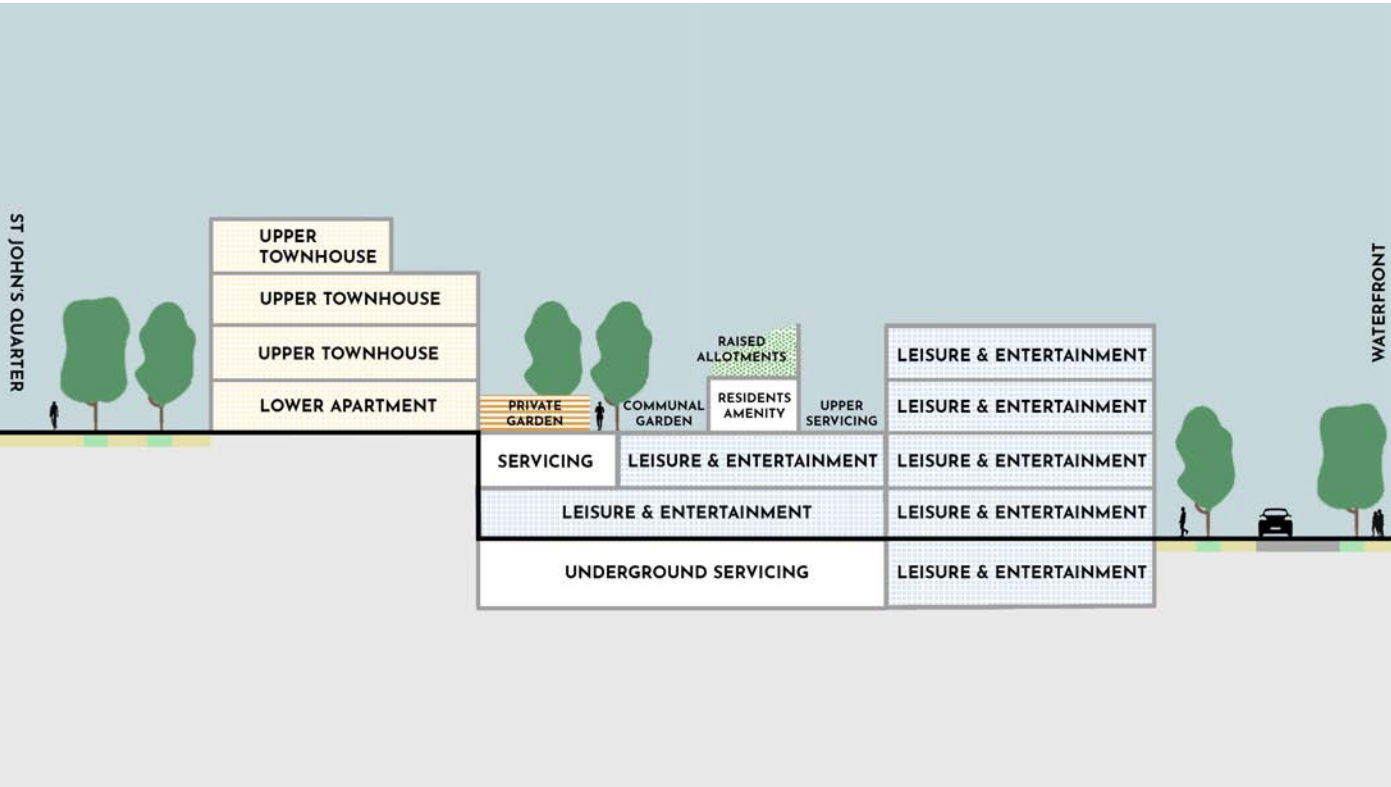 ST JOHN'S QUARTER
UPPER
TOWNHOUSE
UPPER TOWNHOUSE
UPPER TOWNHOUSE
LOWER APARTMENT
PRIVATE
GARDEN
COMMUNAL
GARDEN
RAISED
ALLOTMENTS
RESIDENTS
AMENITY
UPPER
SERVICING
SERVICING
LEISURE & ENTERTAINMENT
LEISURE & ENTERTAINMENT
UNDERGROUND SERVICING
LEISURE & ENTERTAINMENT
LEISURE & ENTERTAINMENT
LEISURE & ENTERTAINMENT
LEISURE & ENTERTAINMENT
LEISURE & ENTERTAINMENT
WATERFRONT